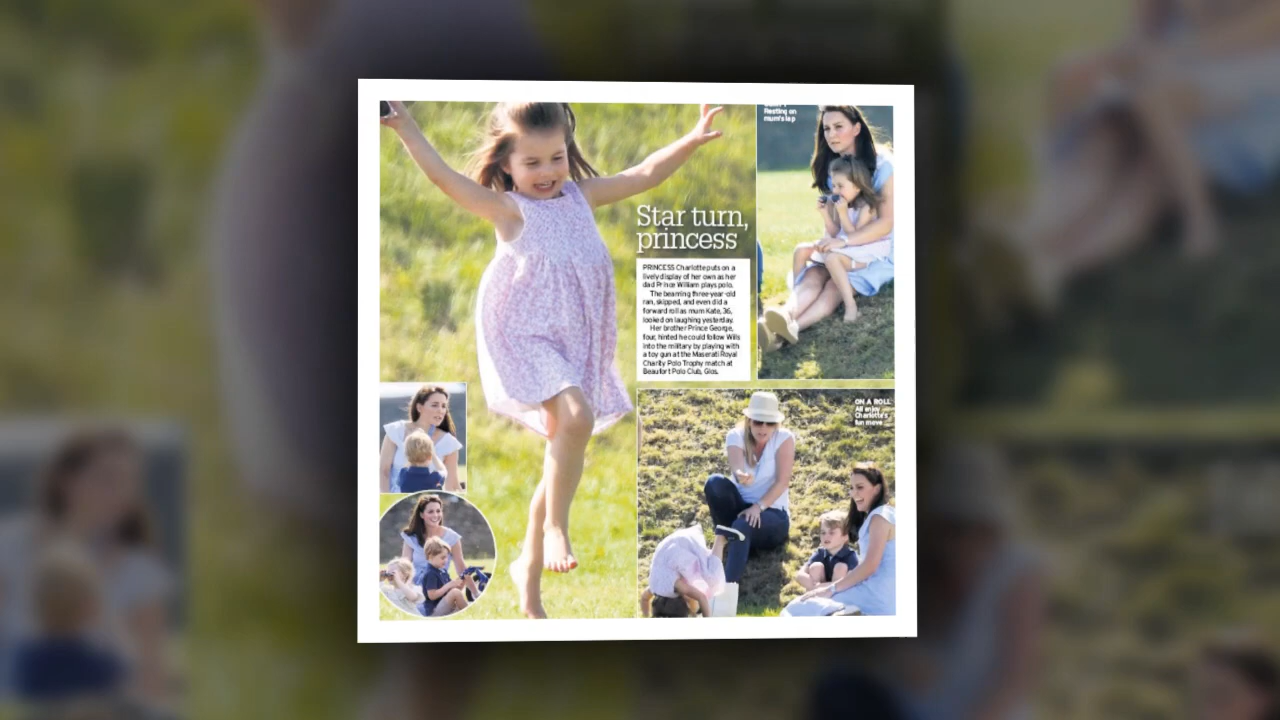 Resting on
mum's lap
Star turn,
princess
PRINCESS Charlotte puts on a
lively display of her own as her
dad Prince William plays polo.
The beaming three-year-old
ran, skipped, and even did a
forward roll as mum Kate, 36,
looked on laughing yesterday.
Her brother Prince George,
four, hinted he could follow Wills
into the military by playing with
a toy gun at the Maserati Royal
Charity Polo Trophy match at
Beaufort Polo Club, Glos.
ON A ROLL
All enjoy
Charlotte's
fun move